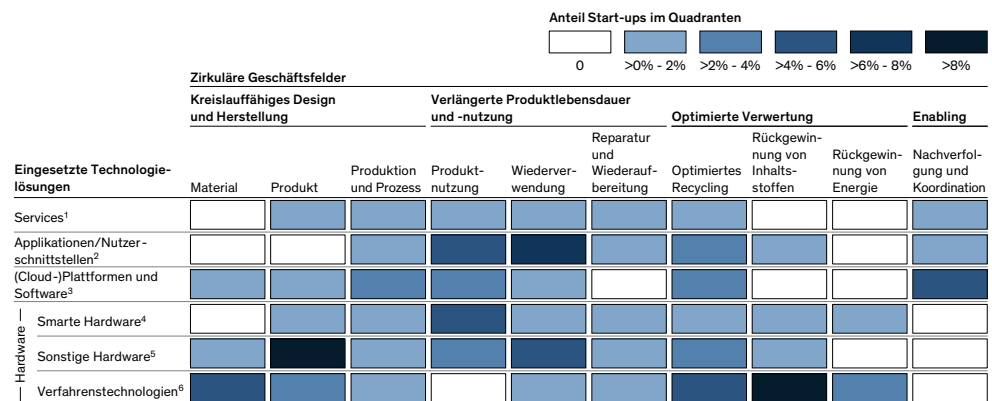 Anteil Start-ups im Quadranten
0
>0% - 2%
>2% - 4%
>4% - 6%
>6% - 8%
>8%
Zirkuläre Geschäftsfelder
Kreislauffähiges Design
und Herstellung
Verlängerte Produktlebensdauer
und -nutzung
Optimierte Verwertung
Enabling
Eingesetzte Technologie-
lösungen
Material
Produkt
Produktion
und Prozess
Produkt-
nutzung
Wiederver-
wendung
Reparatur
und
Wiederauf-
bereitung
Optimiertes
Recycling
Rückgewin-
nung von
Inhalts-
stoffen
Rückgewin-
nung von
Energie
Nachverfol-
gung und
Koordination
Services¹
Applikationen/Nutzer-
schnittstellen²
(Cloud-)Plattformen und
Software³
Hardware
Smarte Hardware⁴
Sonstige Hardware⁵
Verfahrenstechnologien⁶